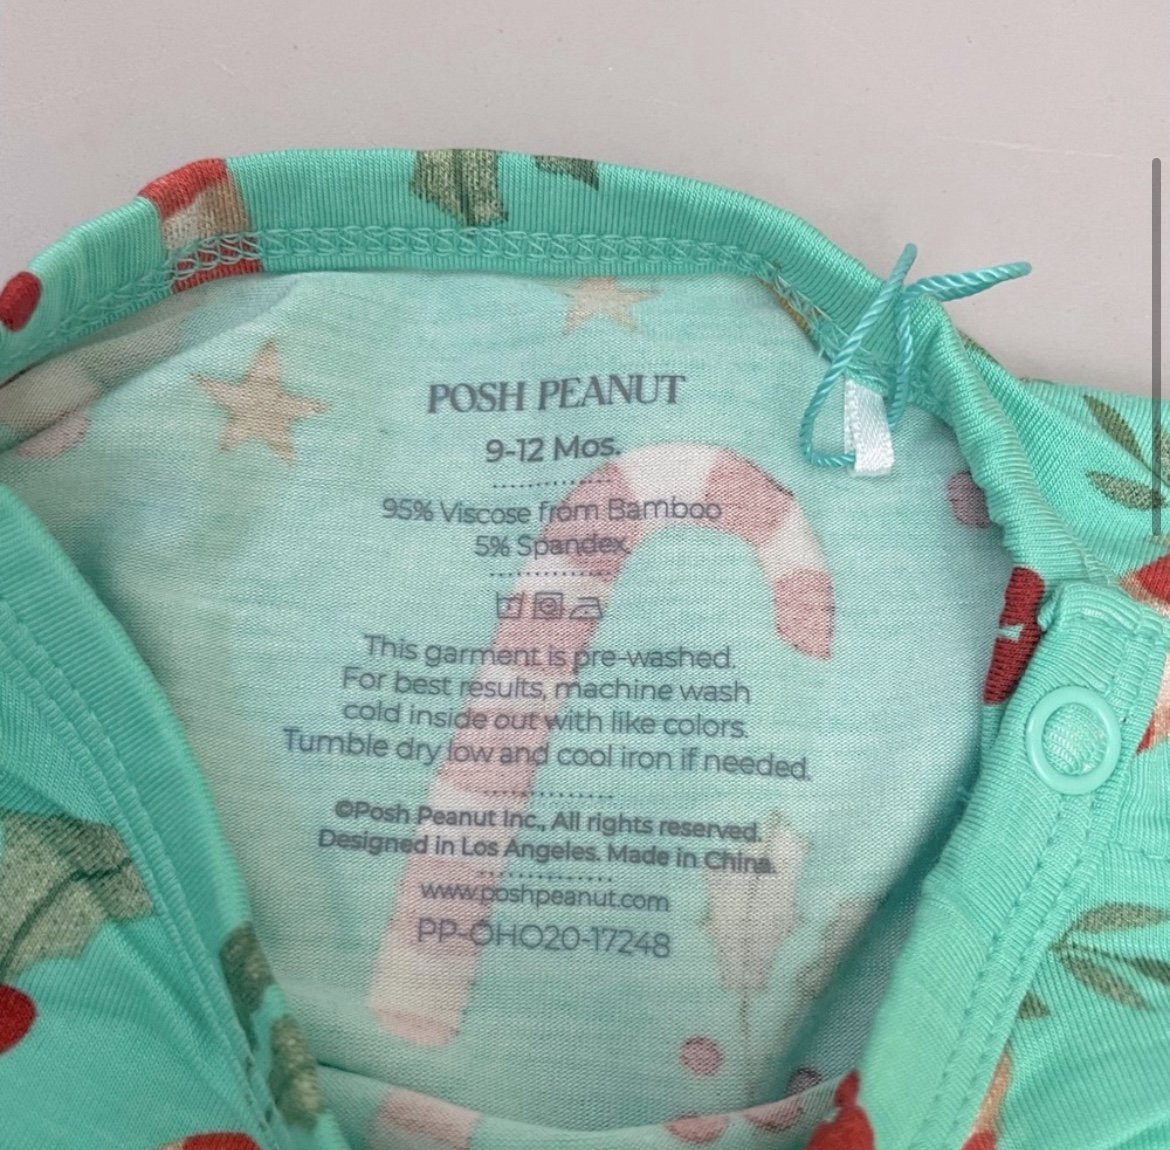 POSH PEANUT
9-12 Mos.
95% Viscose from Bamboo
5% Spandex
This garment is pre-washed.
For best results, machine wash
cold inside out with like colors.
Tumble dry low and cool iron if needed.
©Posh Peanut Inc., All rights reserved.
Designed in Los Angeles. Made in China.
www.poshpeanut.com
PP-OHO20-17248